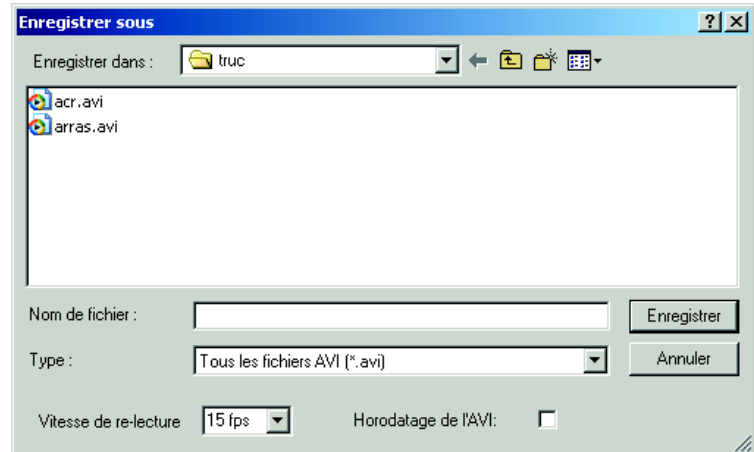 Enregistrer sous
Enregistrer dans : truc
acr.avi
arras.avi
Nom de fichier : Enregistrer
Type : Tous les fichiers AVI (*.avi) Annuler
Vitesse de re-lecture 15 fps Horodatage de l'AVI: